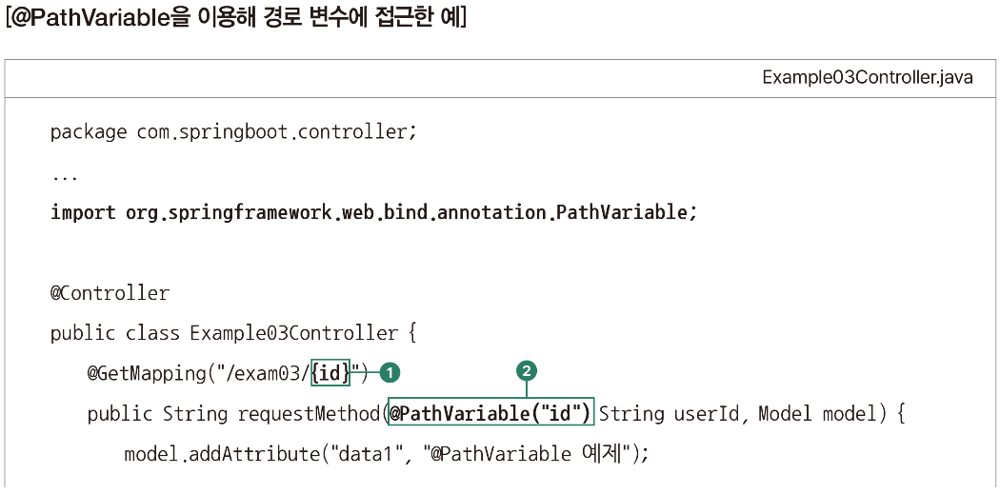 [@PathVariable을 이용해 경로 변수에 접근한 예]
Example03Controller.java
package com.springboot.controller;
...
import org.springframework.web.bind.annotation.PathVariable;
@Controller
public class Example03Controller {
@GetMapping("/exam03/{id}") 1
2
public String requestMethod(@PathVariable("id") String userId, Model model) {
model.addAttribute("data1", "@PathVariable 예제");